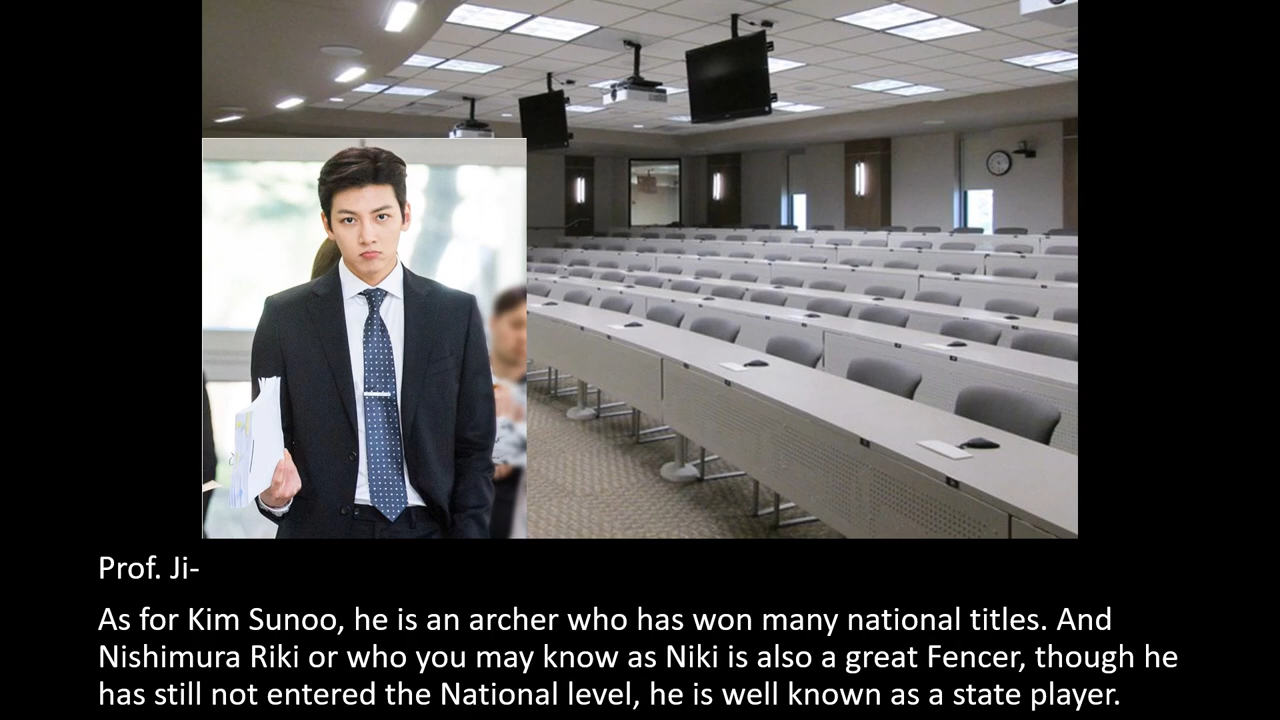 Prof. Ji-
As for Kim Sunoo, he is an archer who has won many national titles. And
Nishimura Riki or who you may know as Niki is also a great Fencer, though he
has still not entered the National level, he is well known as a state player.